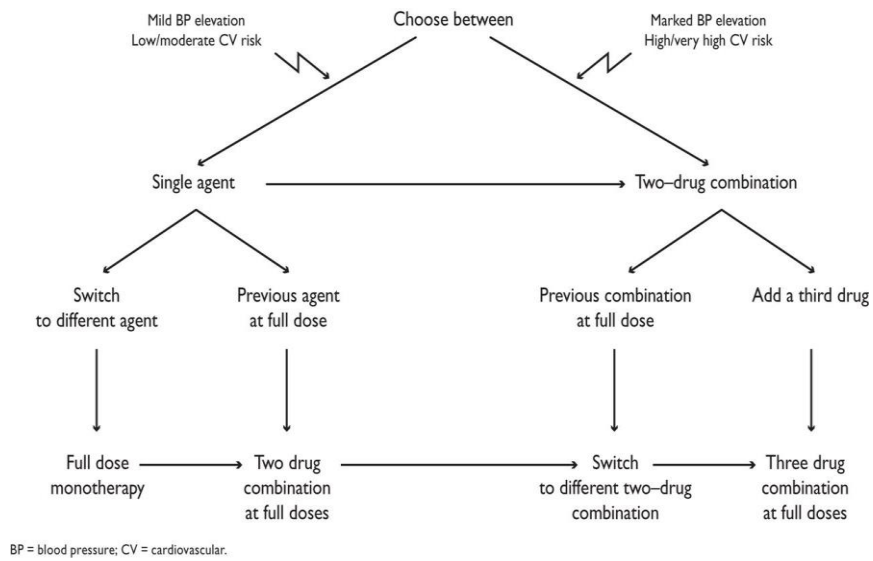 Mild BP elevation
Low/moderate CV risk
Choose between
Marked BP elevation
High/very high CV risk
Single agent
Two–drug combination
Switch
to different agent
Previous agent
at full dose
Previous combination
at full dose
Add a third drug
Full dose
monotherapy
Two drug
combination
at full doses
Switch
to different two–drug
combination
Three drug
combination
at full doses
BP = blood pressure; CV = cardiovascular.